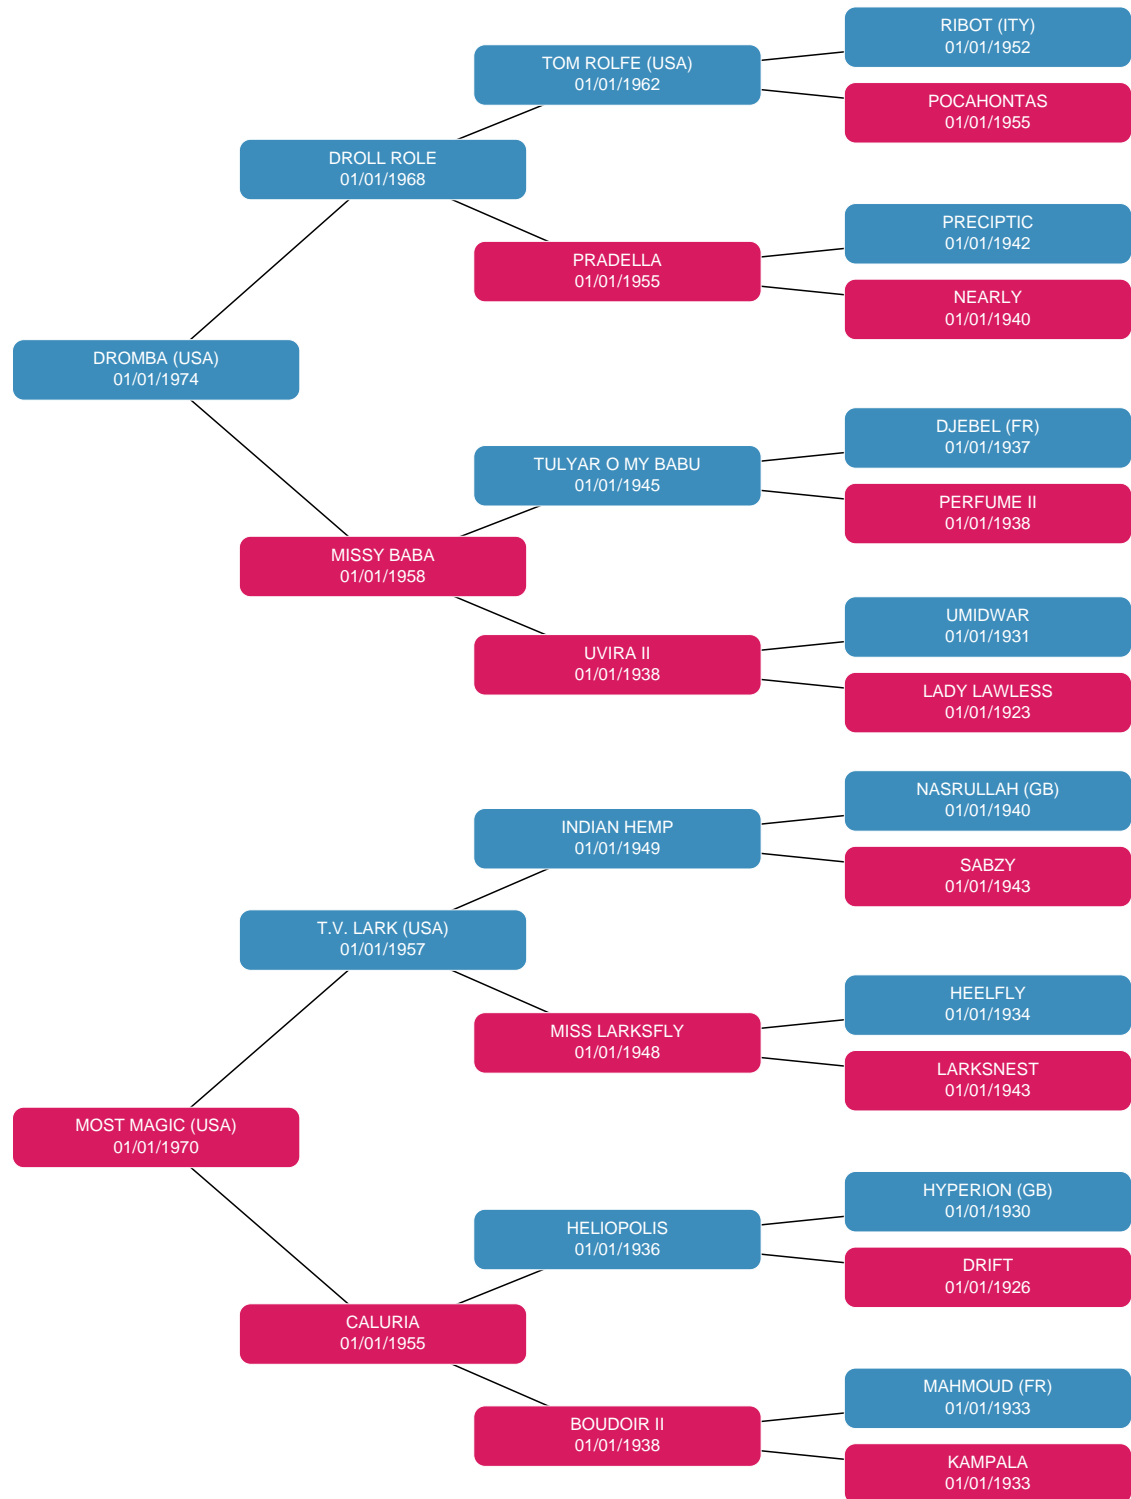 RIBOT (ITY)
01/01/1952
TOM ROLFE (USA)
01/01/1962
POCAHONTAS
01/01/1955
DROLL ROLE
01/01/1968
PRECIPTIC
01/01/1942
PRADELLA
01/01/1955
NEARLY
01/01/1940
DROMBA (USA)
01/01/1974
DJEBEL (FR)
01/01/1937
TULYAR O MY BABU
01/01/1945
PERFUME II
01/01/1938
MISSY BABA
01/01/1958
UMIDWAR
01/01/1931
UVIRA II
01/01/1938
LADY LAWLESS
01/01/1923
NASRULLAH (GB)
01/01/1940
INDIAN HEMP
01/01/1949
SABZY
01/01/1943
T.V. LARK (USA)
01/01/1957
HEELFLY
01/01/1934
MISS LARKSFLY
01/01/1948
LARKSNEST
01/01/1943
MOST MAGIC (USA)
01/01/1970
HYPERION (GB)
01/01/1930
HELIOPOLIS
01/01/1936
DRIFT
01/01/1926
CALURIA
01/01/1955
MAHMOUD (FR)
01/01/1933
BOUDOIR II
01/01/1938
KAMPALA
01/01/1933